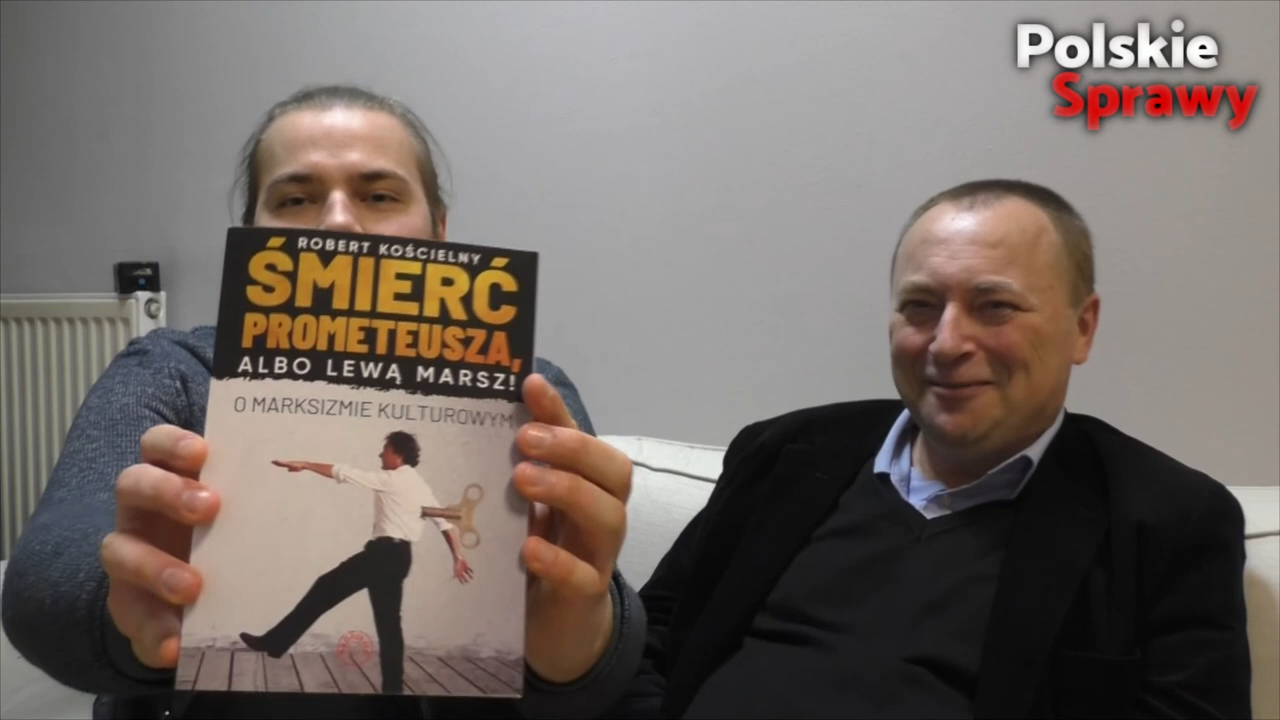 Polskie
Sprawy
ROBERT KOŚCIELNY
ŚMIERĆ
PROMETEUSZA,
ALBO LEWĄ MARSZ!
O MARKSIZMIE KULTUROWYM